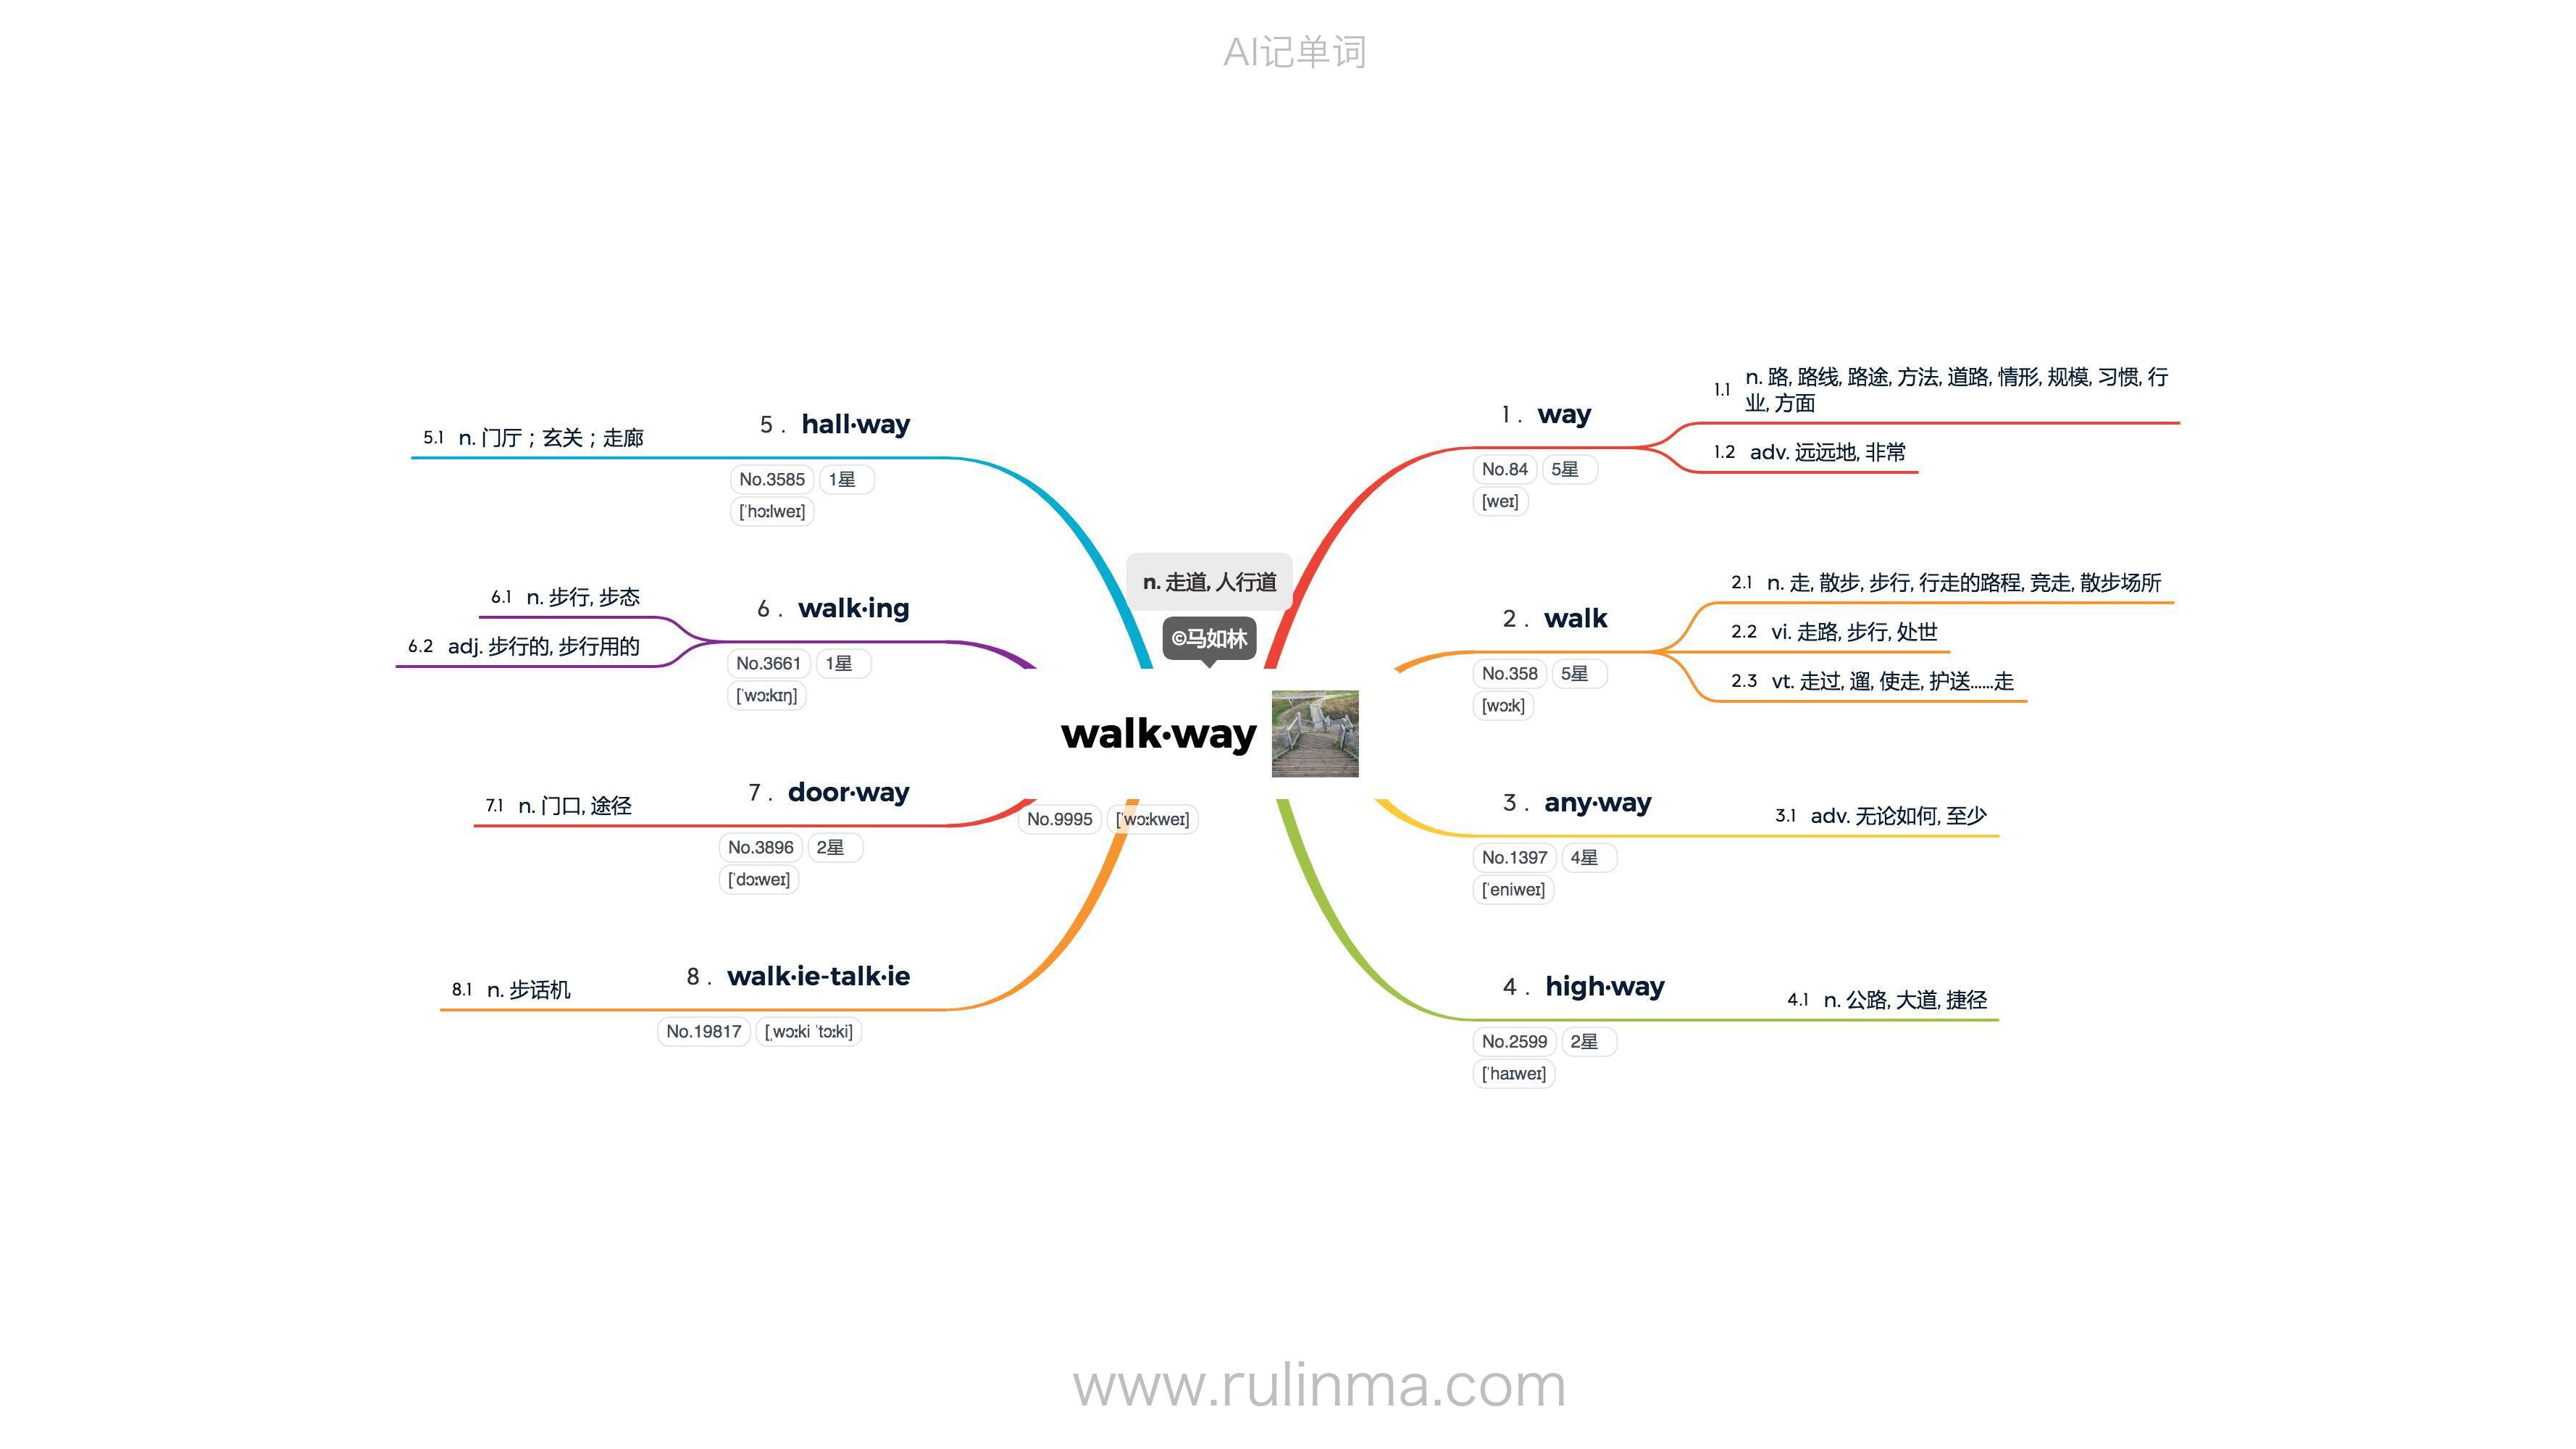 AI记单词
n. 走道, 人行道
©马如林
walk·way
No.9995 [ˈwɔːkweɪ]
1 . way
No.84 5星
[weɪ]
1.1 n. 路, 路线, 路途, 方法, 道路, 情形, 规模, 习惯, 行
业, 方面
1.2 adv. 远远地, 非常
2 . walk
No.358 5星
[wɔːk]
2.1 n. 走, 散步, 步行, 行走的路程, 竞走, 散步场所
2.2 vi. 走路, 步行, 处世
2.3 vt. 走过, 遛, 使走, 护送......走
3 . any·way
No.1397 4星
[ˈeniweɪ]
3.1 adv. 无论如何, 至少
4 . high·way
No.2599 2星
[ˈhaɪweɪ]
4.1 n. 公路, 大道, 捷径
5 . hall·way
No.3585 1星
[ˈhɔːlweɪ]
5.1 n. 门厅；玄关；走廊
6 . walk·ing
No.3661 1星
[ˈwɔːkɪŋ]
6.1 n. 步行, 步态
6.2 adj. 步行的, 步行用的
7 . door·way
No.3896 2星
[ˈdɔːweɪ]
7.1 n. 门口, 途径
8 . walk·ie-talk·ie
No.19817 [ˌwɔːki ˈtɔːki]
8.1 n. 步话机
www.rulinma.com